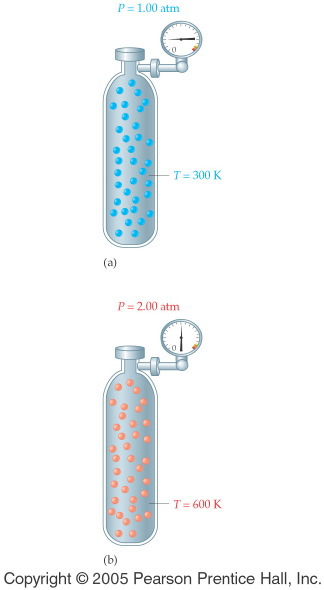 P = 1.00 atm
0
T = 300 K
(a)
P = 2.00 atm
0
T = 600 K
(b)
Copyright © 2005 Pearson Prentice Hall, Inc.